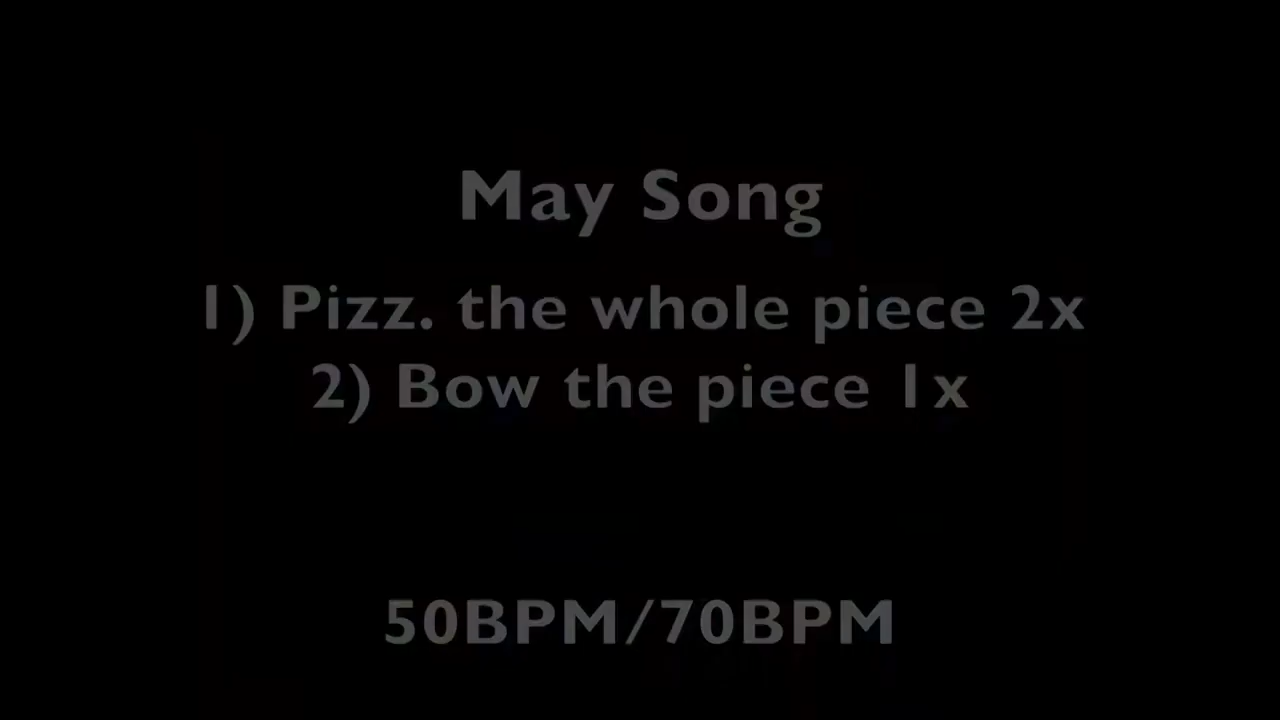 May Song
1) Pizz. the whole piece 2x
2) Bow the piece 1x
50BPM/70BPM